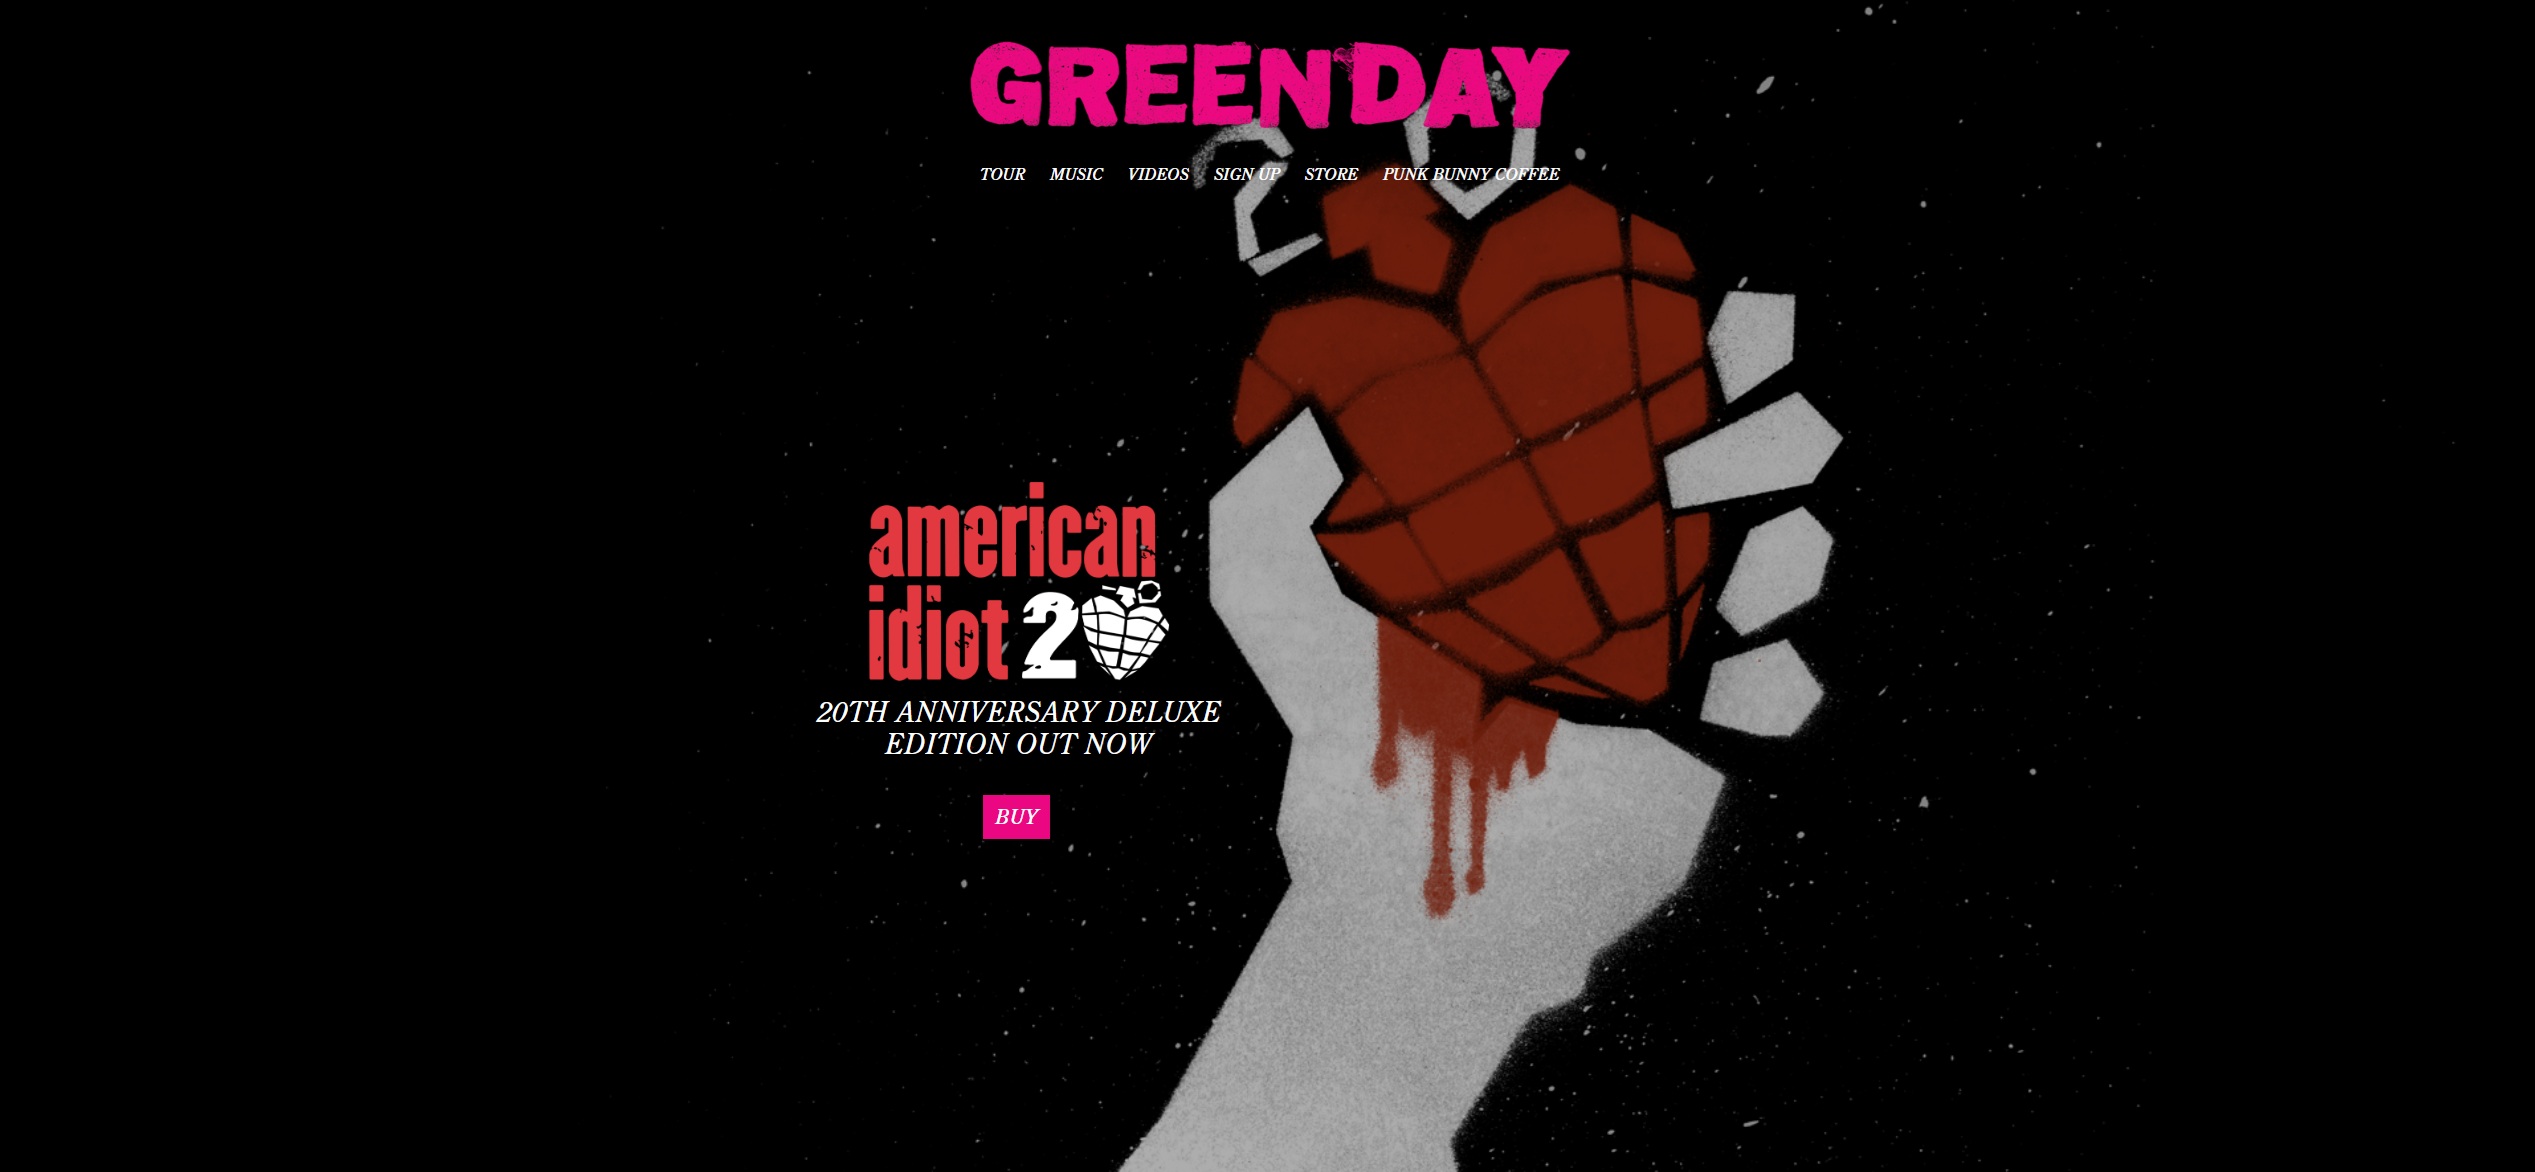 GREEN DAY
TOUR MUSIC VIDEOS SIGN UP STORE PUNK BUNNY COFFEE
american
idiot 20
20TH ANNIVERSARY DELUXE
EDITION OUT NOW
BUY